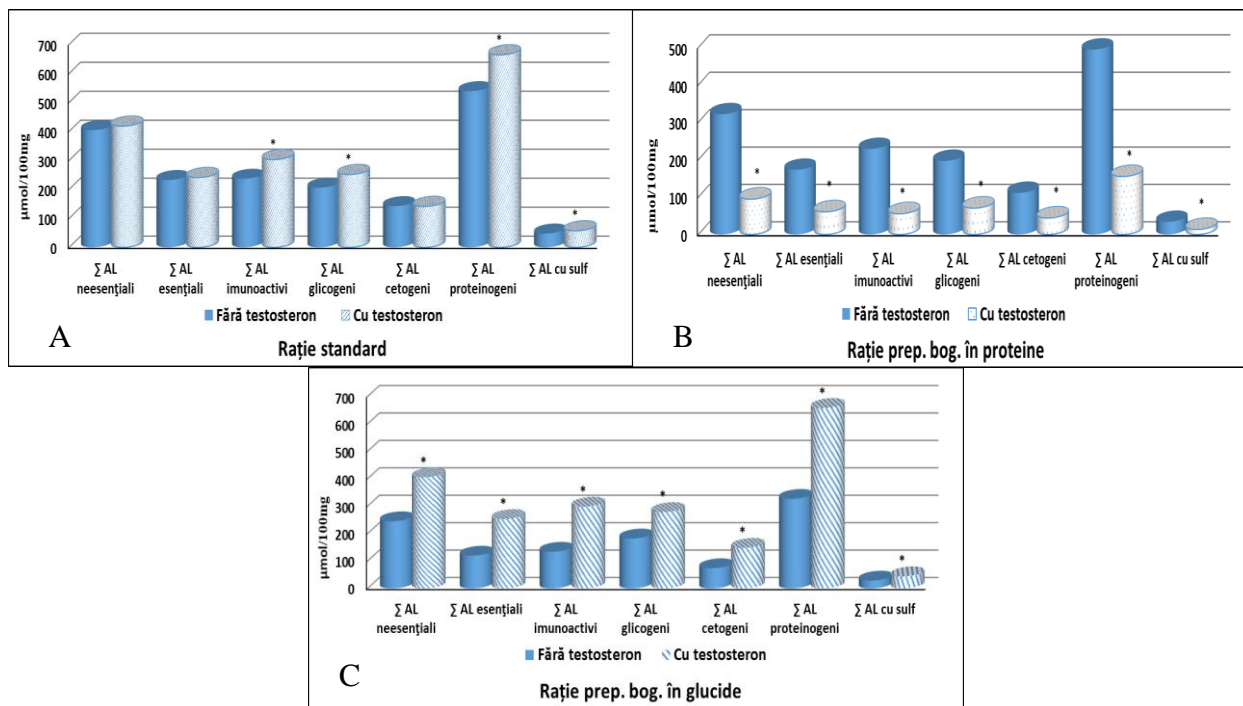 700
600
500
400
300
200
100
0
µmol/100mg
* * * * *
∑ AL neesențiali
∑ AL esențiali
∑ AL imunoactivi
∑ AL glicogeni
∑ AL cetogeni
∑ AL proteinogeni
∑ AL cu sulf
Fără testosteron Cu testosteron
A
Rație standard
500
400
300
200
100
0
µmol/100mg
* * * * * * *
∑ AL neesențiali
∑ AL esențiali
∑ AL imunoactivi
∑ AL glicogeni
∑ AL cetogeni
∑ AL proteinogeni
∑ AL cu sulf
Fără testosteron Cu testosteron
B
Rație prep. bog. în proteine
700
600
500
400
300
200
100
0
µmol/100mg
* * * * * * *
∑ AL neesențiali
∑ AL esențiali
∑ AL imunoactivi
∑ AL glicogeni
∑ AL cetogeni
∑ AL proteinogeni
∑ AL cu sulf
Fără testosteron Cu testosteron
C
Rație prep. bog. în glucide